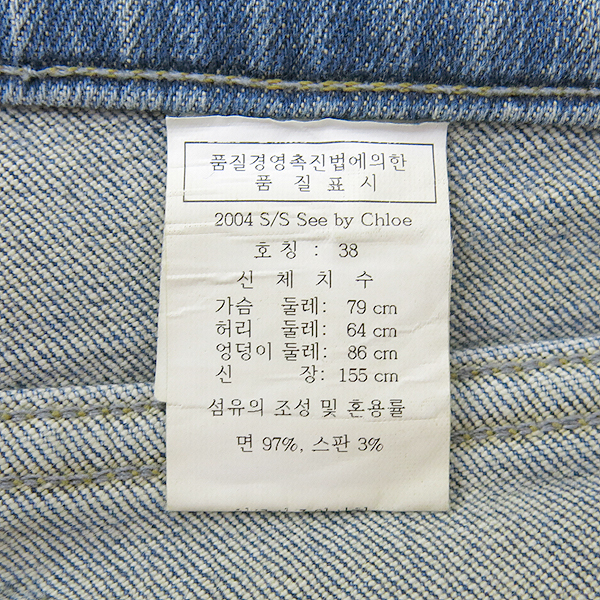 품질경영촉진법에의한
품 질 표 시
2004 S/S See by Chloe
호 칭 : 38
신 체 치 수
가슴 둘레: 79 cm
허리 둘레: 64 cm
엉덩이 둘레: 86 cm
신 장: 155 cm
섬유의 조성 및 혼용률
면 97%, 스판 3%